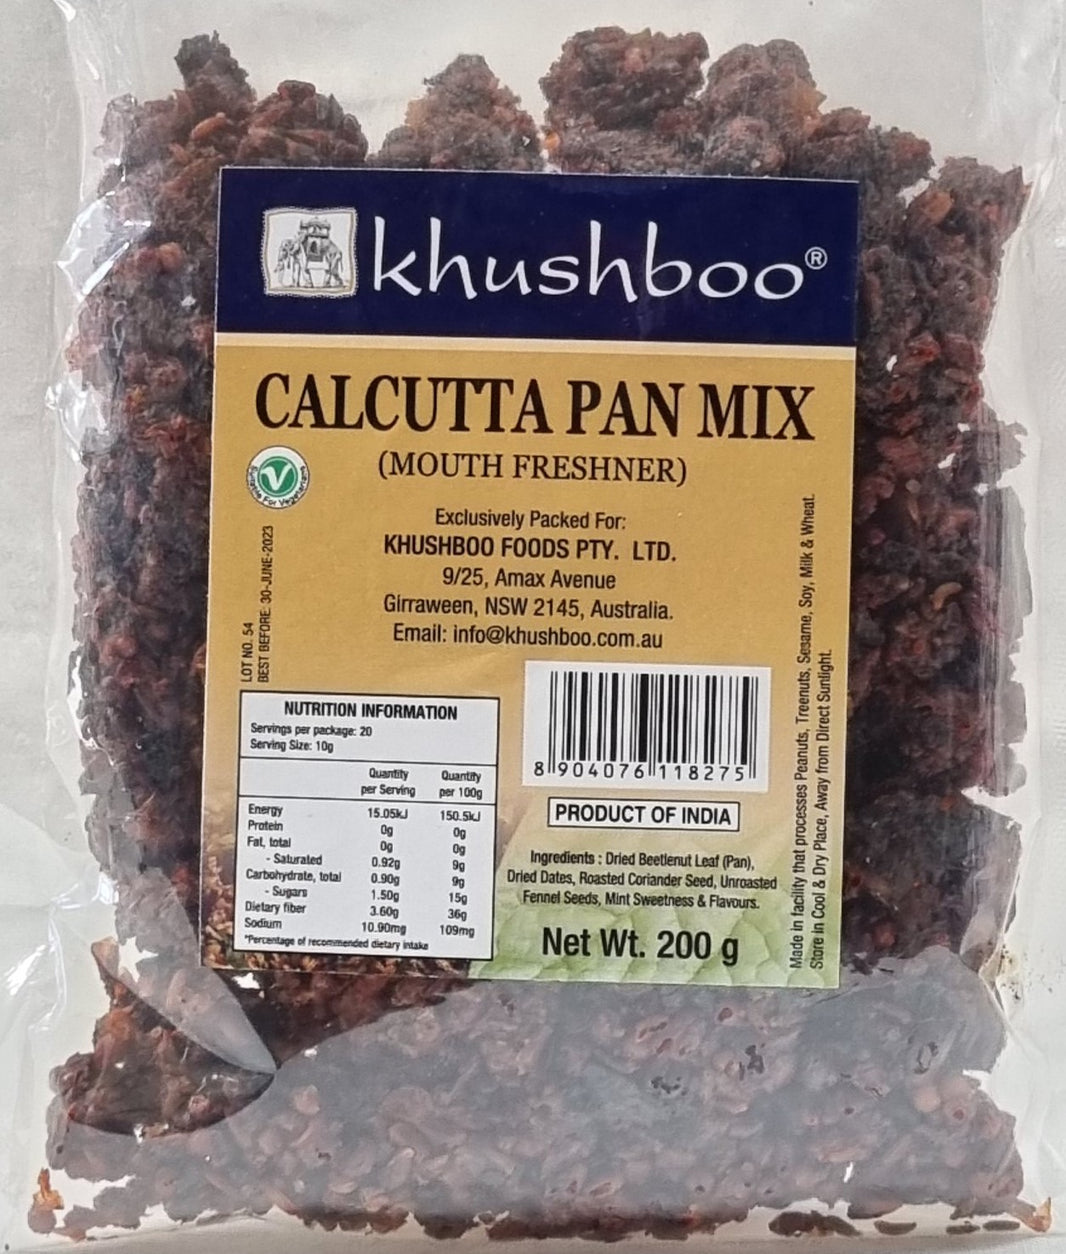 khushboo®
CALCUTTA PAN MIX
(MOUTH FRESHNER)
Suitable For Vegetarians
Exclusively Packed For:
KHUSHBOO FOODS PTY. LTD.
9/25, Amax Avenue
Girraween, NSW 2145, Australia.
Email: info@khushboo.com.au
LOT NO. 54
BEST BEFORE: 30-JUNE-2023
NUTRITION INFORMATION
Servings per package: 20
Serving Size: 10g
Quantity per Serving Quantity per 100g
Energy 15.05kJ 150.5kJ
Protein 0g 0g
Fat, total 0g 0g
- Saturated 0.92g 9g
Carbohydrate, total 0.90g 9g
- Sugars 1.50g 15g
Dietary fiber 3.60g 36g
Sodium 10.90mg 109mg
*Percentage of recommended dietary intake
8 904076 118275
PRODUCT OF INDIA
Ingredients : Dried Beetlenut Leaf (Pan),
Dried Dates, Roasted Coriander Seed, Unroasted
Fennel Seeds, Mint Sweetness & Flavours.
Net Wt. 200 g
Made in facility that processes Peanuts, Treenuts, Sesame, Soy, Milk & Wheat.
Store in Cool & Dry Place, Away from Direct Sunlight.